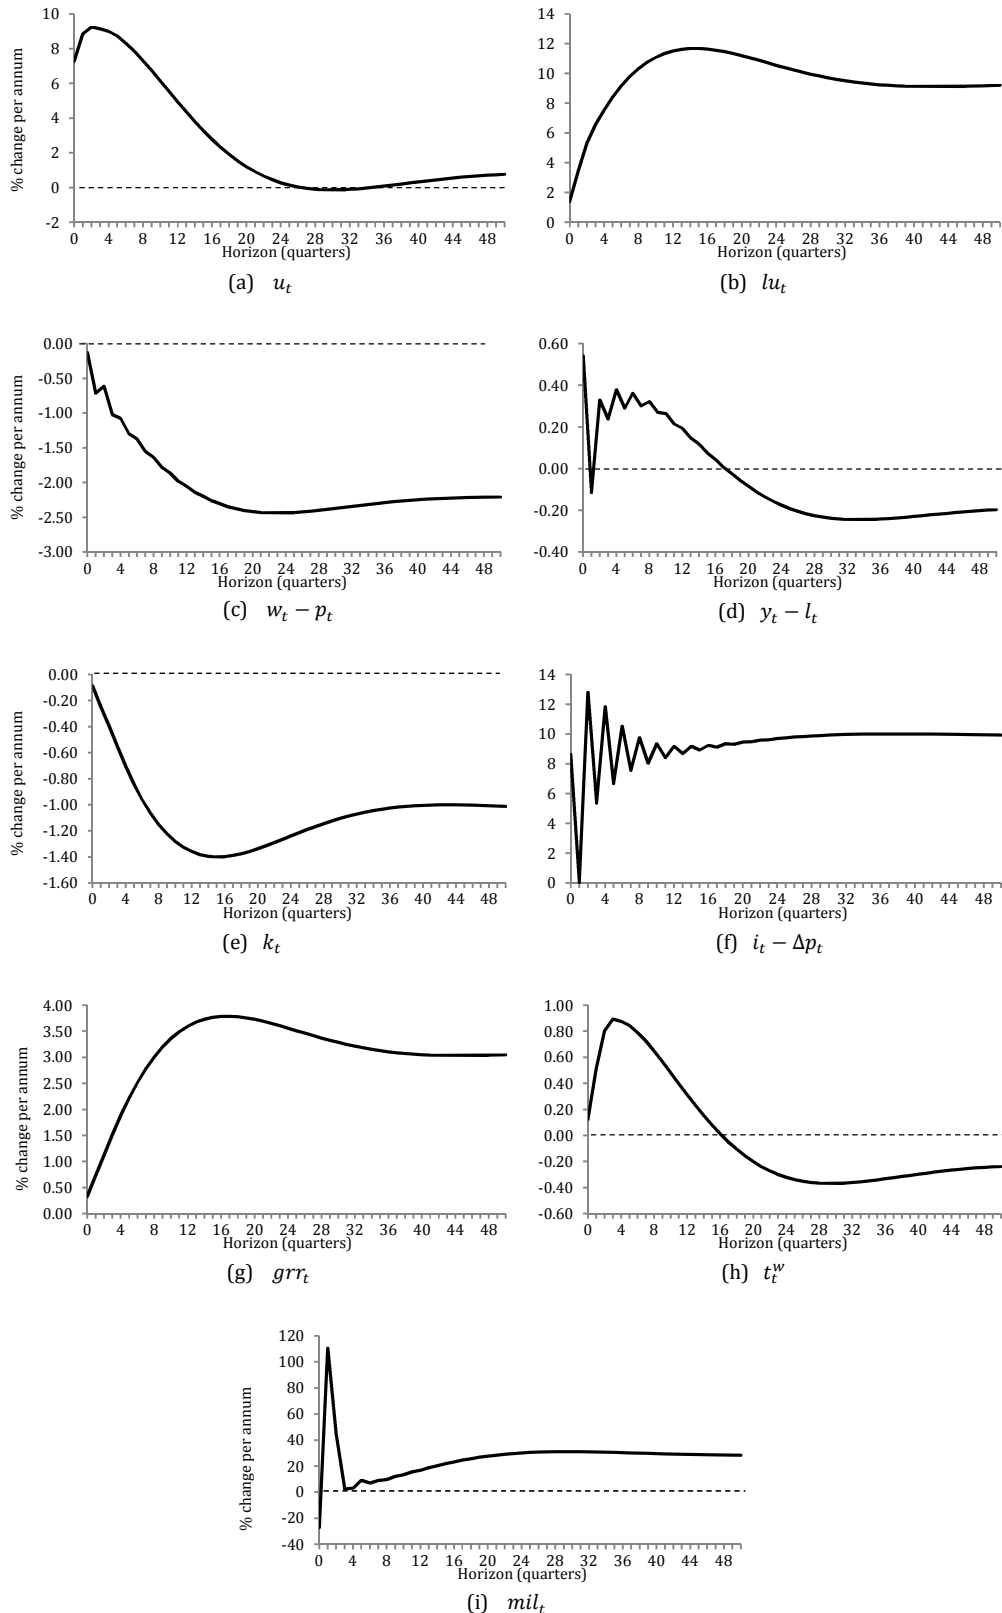 % change per annum
10
8
6
4
2
0
-2
0 4 8 12 16 20 24 28 32 36 40 44 48
Horizon (quarters)
(a) u_t
14
12
10
8
6
4
2
0
0 4 8 12 16 20 24 28 32 36 40 44 48
Horizon (quarters)
(b) lu_t
% change per annum
0.00
-0.50
-1.00
-1.50
-2.00
-2.50
-3.00
0 4 8 12 16 20 24 28 32 36 40 44 48
Horizon (quarters)
(c) w_t − p_t
0.60
0.40
0.20
0.00
-0.20
-0.40
0 4 8 12 16 20 24 28 32 36 40 44 48
Horizon (quarters)
(d) y_t − l_t
% change per annum
0.00
-0.20
-0.40
-0.60
-0.80
-1.00
-1.20
-1.40
-1.60
0 4 8 12 16 20 24 28 32 36 40 44 48
Horizon (quarters)
(e) k_t
14
12
10
8
6
4
2
0
0 4 8 12 16 20 24 28 32 36 40 44 48
Horizon (quarters)
(f) i_t − Δp_t
% change per annum
4.00
3.50
3.00
2.50
2.00
1.50
1.00
0.50
0.00
0 4 8 12 16 20 24 28 32 36 40 44 48
Horizon (quarters)
(g) grr_t
1.00
0.80
0.60
0.40
0.20
0.00
-0.20
-0.40
-0.60
0 4 8 12 16 20 24 28 32 36 40 44 48
Horizon (quarters)
(h) t_t^w
% change per annum
120
100
80
60
40
20
0
-20
-40
0 4 8 12 16 20 24 28 32 36 40 44 48
Horizon (quarters)
(i) mil_t